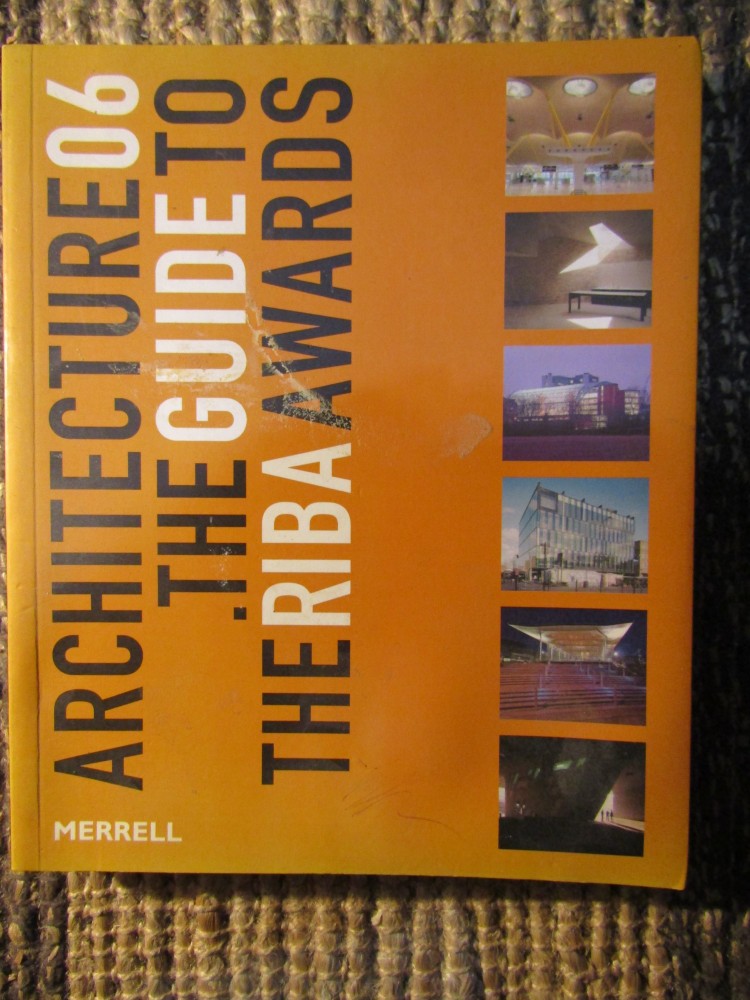 ARCHITECTURE06
.THE GUIDE TO
THE RIBA AWARDS
MERRELL